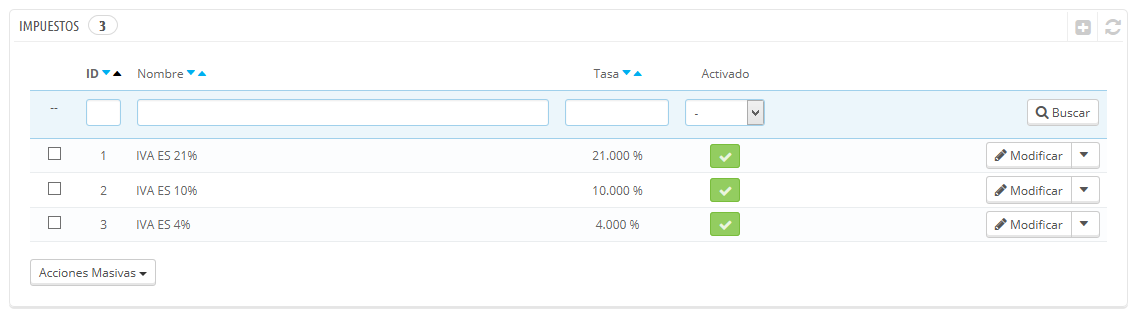 IMPUESTOS 3
ID Nombre Tasa Activado
-- - Buscar
1 IVA ES 21% 21.000 % Modificar
2 IVA ES 10% 10.000 % Modificar
3 IVA ES 4% 4.000 % Modificar
Acciones Masivas